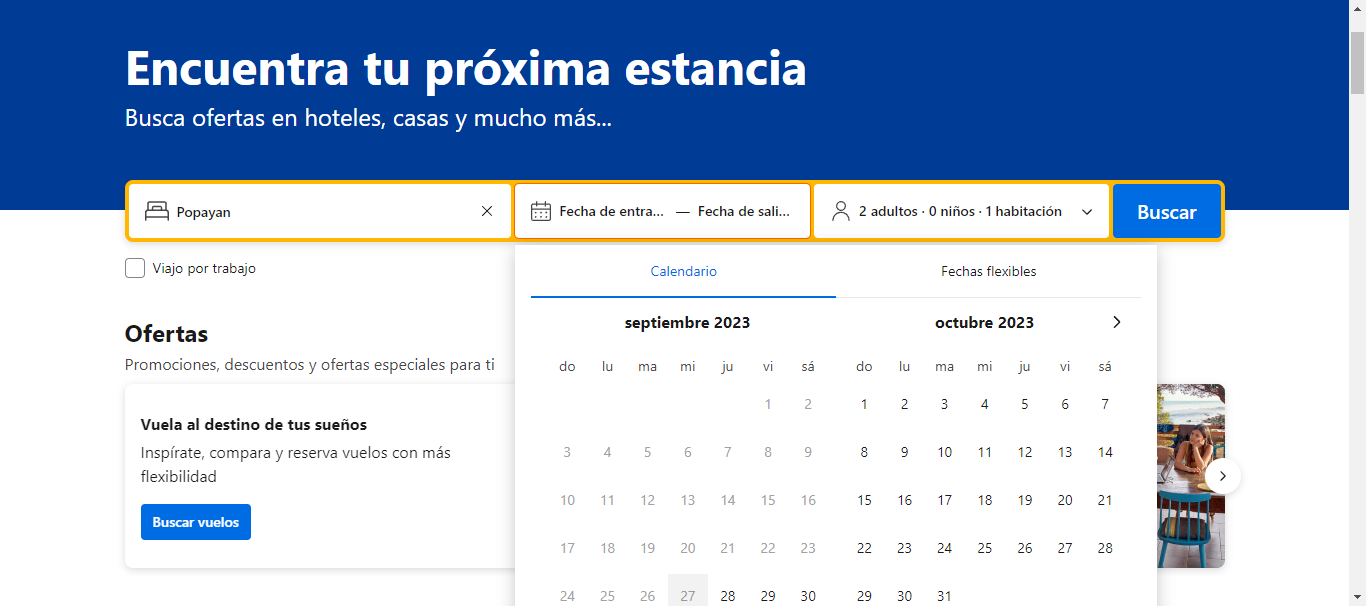 Encuentra tu próxima estancia
Busca ofertas en hoteles, casas y mucho más...
Popayan
Fecha de entra... — Fecha de sali...
2 adultos · 0 niños · 1 habitación
Buscar
Viajo por trabajo
Calendario
Fechas flexibles
septiembre 2023
do lu ma mi ju vi sá
1 2
3 4 5 6 7 8 9
10 11 12 13 14 15 16
17 18 19 20 21 22 23
24 25 26 27 28 29 30
octubre 2023
do lu ma mi ju vi sá
1 2 3 4 5 6 7
8 9 10 11 12 13 14
15 16 17 18 19 20 21
22 23 24 25 26 27 28
29 30 31
Ofertas
Promociones, descuentos y ofertas especiales para ti
Vuela al destino de tus sueños
Inspírate, compara y reserva vuelos con más
flexibilidad
Buscar vuelos